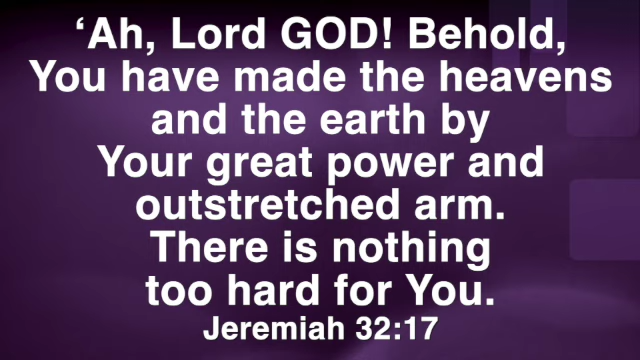 ‘Ah, Lord GOD! Behold,
You have made the heavens
and the earth by
Your great power and
outstretched arm.
There is nothing
too hard for You.
Jeremiah 32:17